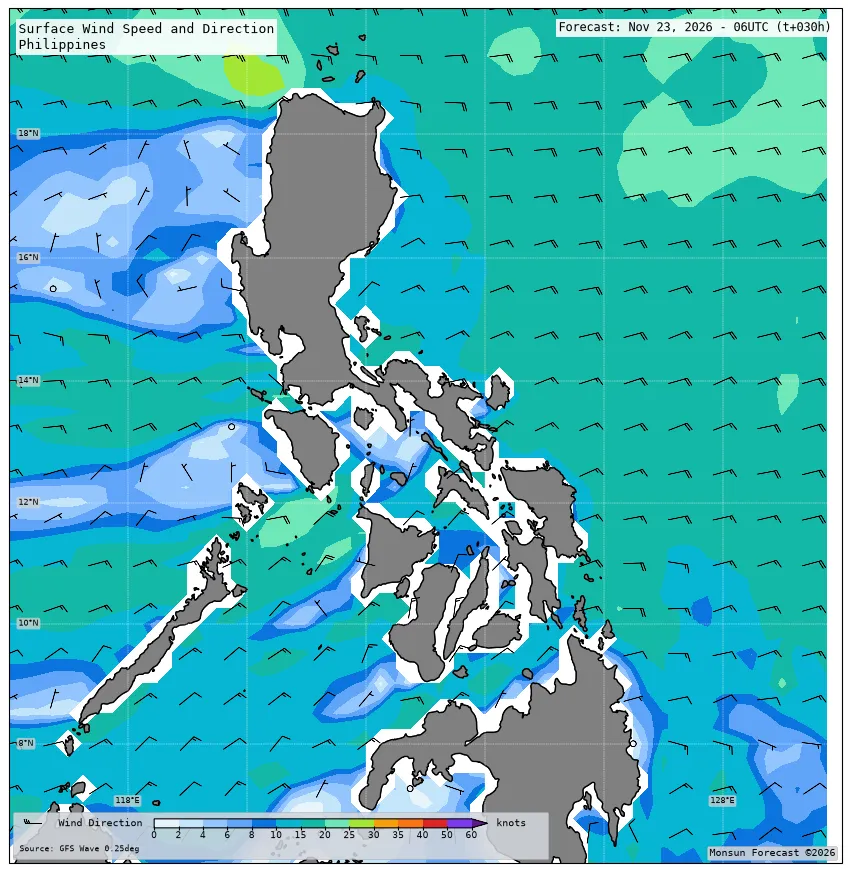 Surface Wind Speed and Direction
Philippines
Forecast: Nov 23, 2026 - 06UTC (t+030h)
18°N
16°N
14°N
12°N
10°N
8°N
118°E
128°E
Wind Direction
0 2 4 6 8 10 15 20 25 30 35 40 50 60
knots
Source: GFS Wave 0.25deg
Monsun Forecast ©2026